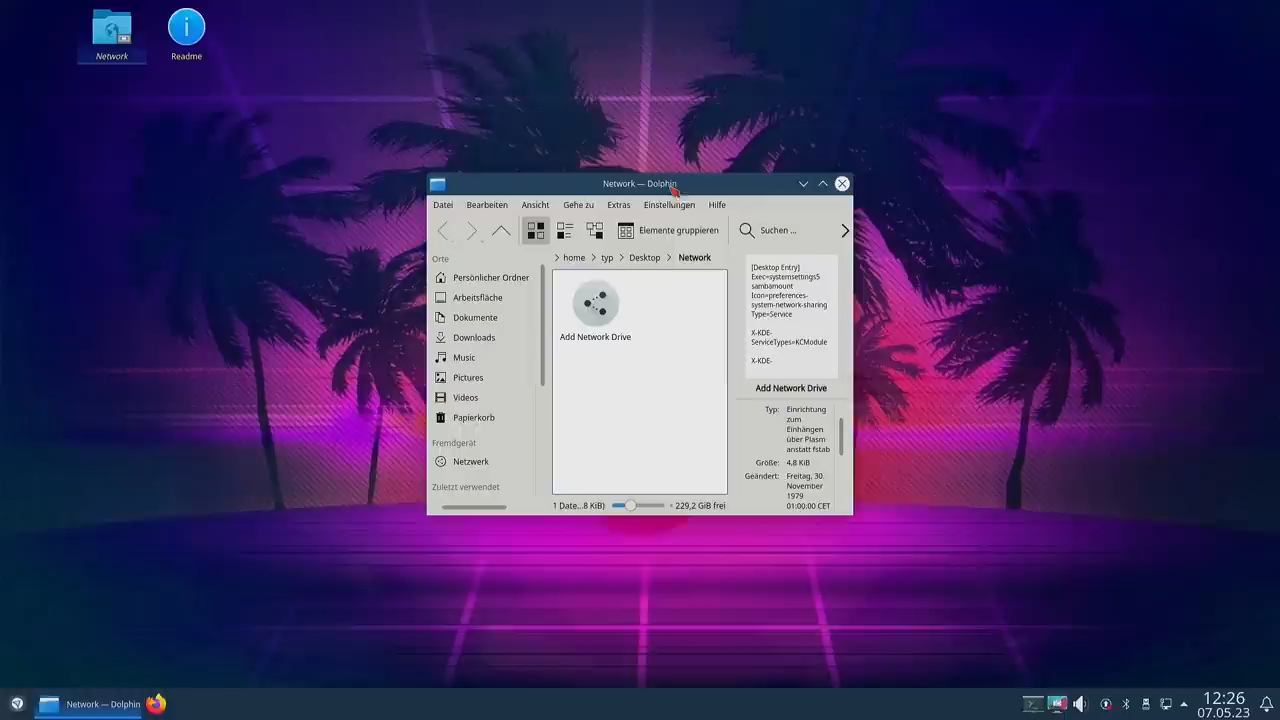 Network
Readme
Network — Dolphin
Datei Bearbeiten Ansicht Gehe zu Extras Einstellungen Hilfe
Elemente gruppieren Suchen ...
Orte
Persönlicher Ordner
Arbeitsfläche
Dokumente
Downloads
Music
Pictures
Videos
Papierkorb
Fremdgerät
Netzwerk
Zuletzt verwendet
home typ Desktop Network
Add Network Drive
1 Date...8 KiB) 229,2 GiB frei
[Desktop Entry]
Exec=systemsettings5
sambamount
Icon=preferences-
system-network-sharing
Type=Service
X-KDE-
ServiceTypes=KCModule
X-KDE-
Add Network Drive
Typ: Einrichtung
zum
Einhängen
über Plasm
anstatt fstab
Größe: 4,8 KiB
Geändert: Freitag, 30.
November
1979
01:00:00 CET
Network — Dolphin
12:26
07.05.23